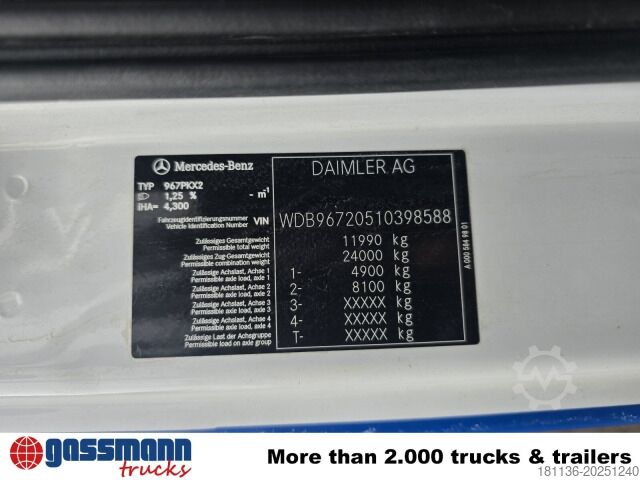 Mercedes-Benz
DAIMLER AG
TYP 967PKX2
1,25 % - m⁻¹
iHA= 4,300
Fahrzeugidentifizierungsnummer
Vehicle Identification Number VIN
WDB96720510398588
Zulässiges Gesamtgewicht
Permissible total weight
11990 kg
Zulässiges Zug-Gesamtgewicht
Permissible combination weight
24000 kg
Zulässige Achslast, Achse 1
Permissible axle load, axle 1
1- 4900 kg
Zulässige Achslast, Achse 2
Permissible axle load, axle 2
2- 8100 kg
Zulässige Achslast, Achse 3
Permissible axle load, axle 3
3- XXXXX kg
Zulässige Achslast, Achse 4
Permissible axle load, axle 4
4- XXXXX kg
Zulässige Last der Achsgruppe
Permissible load on axle group
T- XXXXX kg
A 000 584 98 01
gassmann
trucks
More than 2.000 trucks & trailers
181136-20251240